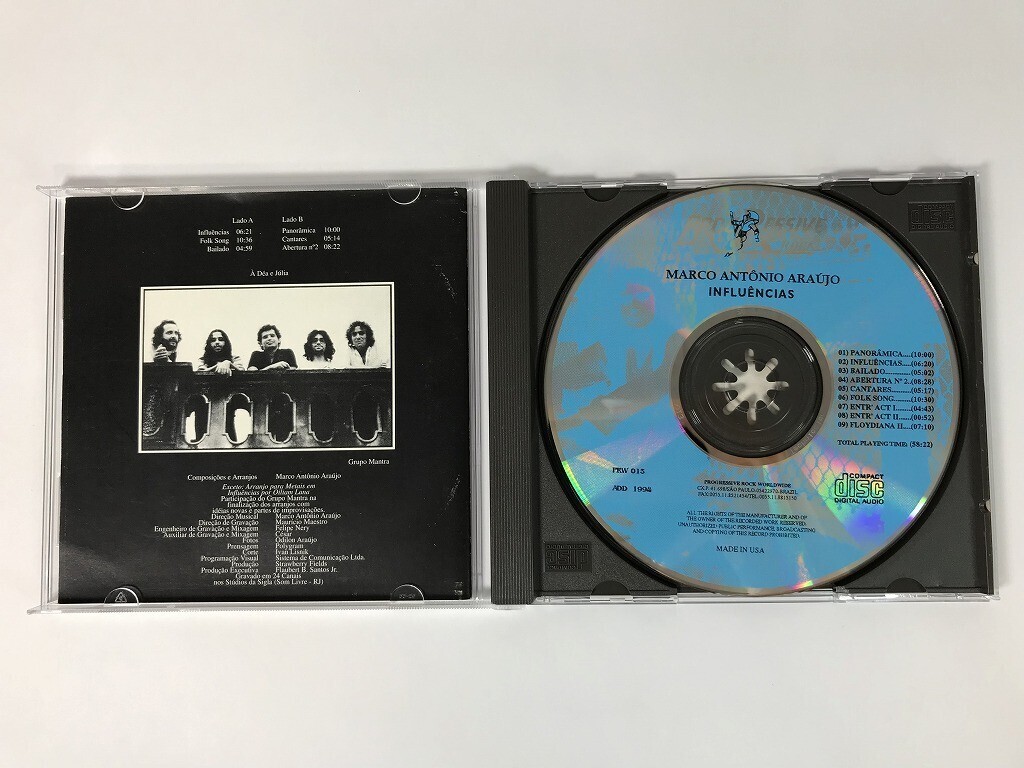 Lado A Lado B
Influências 06:21 Panorâmica 10:00
Folk Song 10:36 Cantares 05:14
Bailado 04:59 Abertura nº2 08:22
À Déa e Júlia
Grupo Mantra
Composições e Arranjos Marco Antônio Araújo
Exceto: Arranjo para Metais em
Influências por Oiliam Lana
Participação do Grupo Mantra na
finalização dos arranjos com
idéias novas e partes de improvisações.
Direção Musical Marco Antônio Araújo
Direção de Gravação Maurício Maestro
Engenheiro de Gravação e Mixagem Felipe Nery
Auxiliar de Gravação e Mixagem César
Fotos Odilon Araújo
Prensagem Polygram
Corte Ivan Lisnik
Programação Visual Sistema de Comunicação Ltda.
Produção Strawberry Fields
Produção Executiva Flaubert B. Santos Jr.
Gravado em 24 Canais
nos Stúdios da Sigla (Som Livre - RJ)
MARCO ANTÔNIO ARAÚJO
INFLUÊNCIAS
01) PANORÂMICA.....(10:00)
02) INFLUÊNCIAS.....(06:20)
03) BAILADO.............(05:02)
04) ABERTURA Nº 2..(08:28)
05) CANTARES..........(05:17)
06) FOLK SONG.........(10:30)
07) ENTR' ACT I........(04:43)
08) ENTR' ACT II.......(00:52)
09) FLOYDIANA II.....(07:10)
TOTAL PLAYING TIME: (58:22)
PRW 015
ADD 1994
PROGRESSIVE ROCK WORLDWIDE
COMPACT
disc
DIGITAL AUDIO
ALL THE RIGHTS OF THE MANUFACTURER AND OF
THE OWNER OF THE RECORDED WORK RESERVED.
UNAUTHORIZED PUBLIC PERFORMANCE, BROADCASTING
AND COPYING OF THIS RECORD PROHIBITED.
MADE IN USA